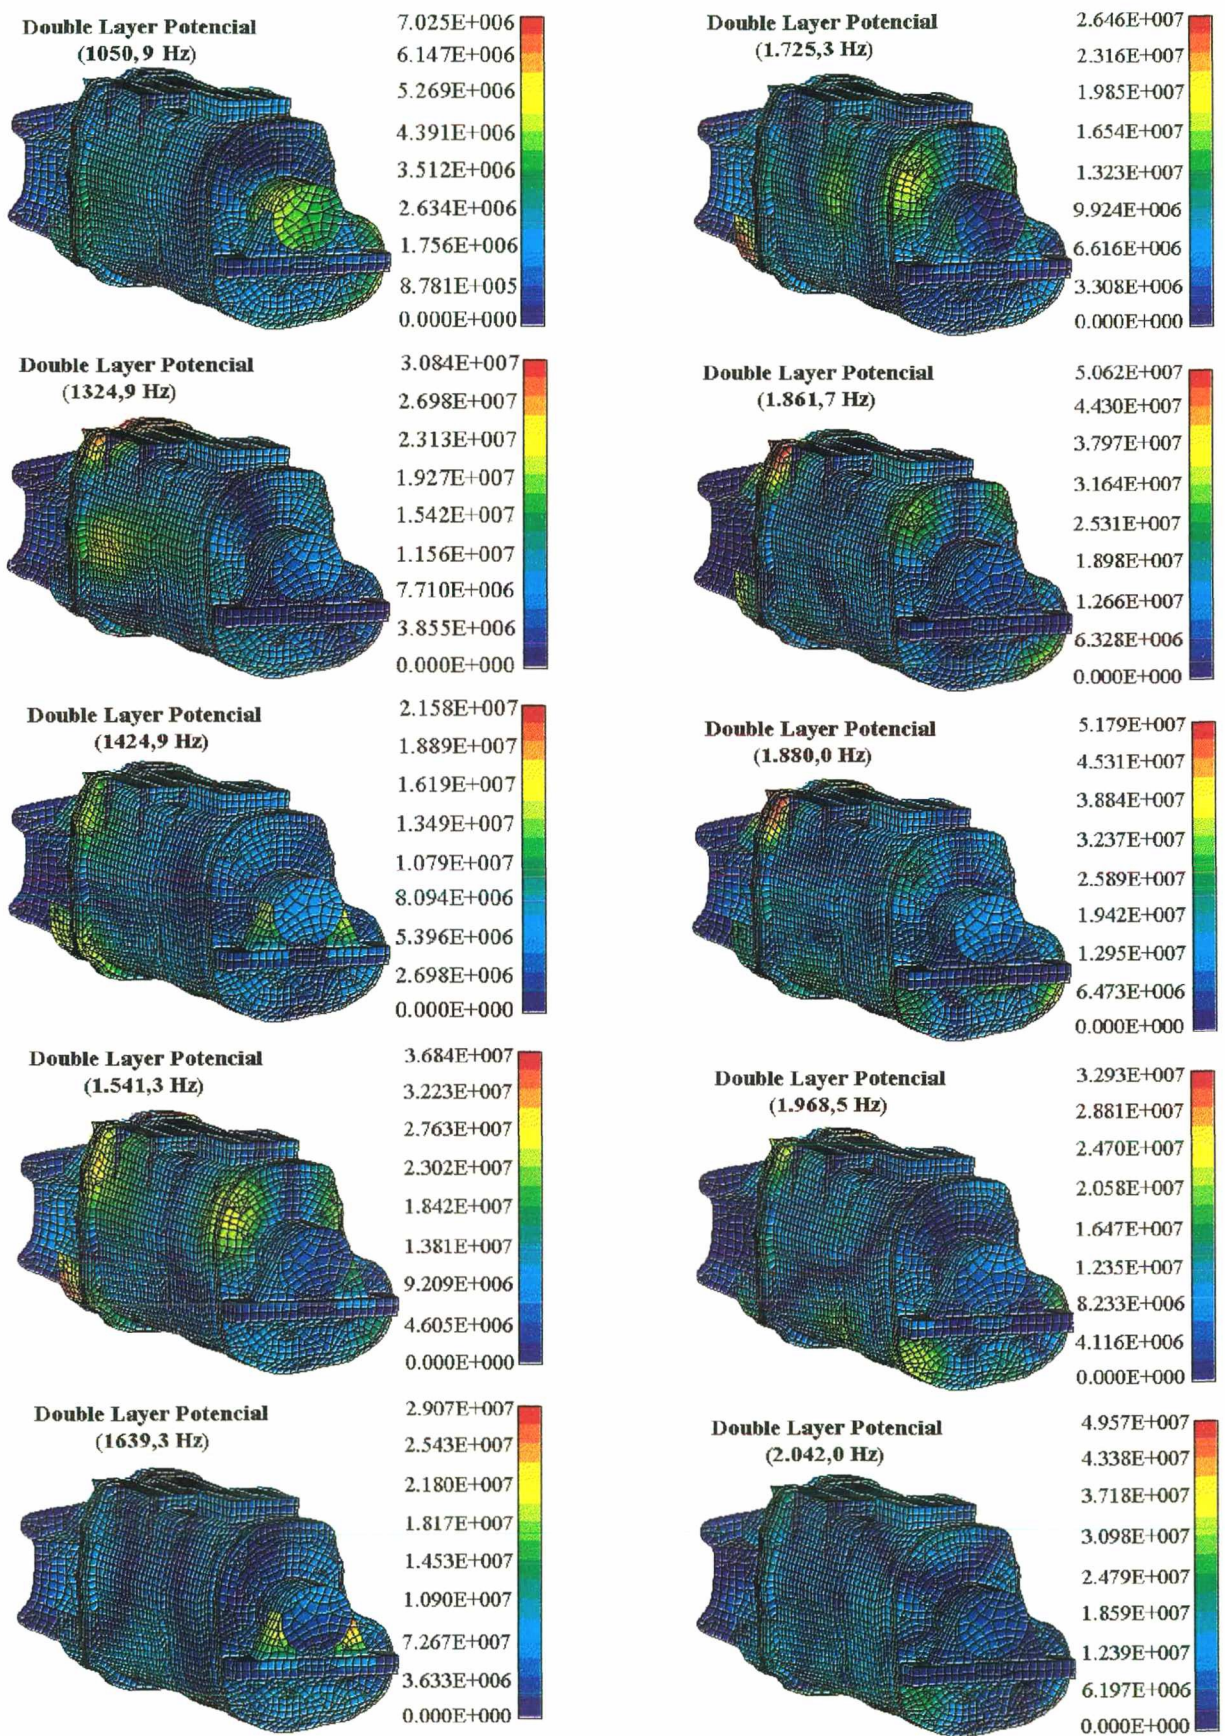 Double Layer Potencial
(1050,9 Hz)
7.025E+006
6.147E+006
5.269E+006
4.391E+006
3.512E+006
2.634E+006
1.756E+006
8.781E+005
0.000E+000
Double Layer Potencial
(1.725,3 Hz)
2.646E+007
2.316E+007
1.985E+007
1.654E+007
1.323E+007
9.924E+006
6.616E+006
3.308E+006
0.000E+000
Double Layer Potencial
(1324,9 Hz)
3.084E+007
2.698E+007
2.313E+007
1.927E+007
1.542E+007
1.156E+007
7.710E+006
3.855E+006
0.000E+000
Double Layer Potencial
(1.861,7 Hz)
5.062E+007
4.430E+007
3.797E+007
3.164E+007
2.531E+007
1.898E+007
1.266E+007
6.328E+006
0.000E+000
Double Layer Potencial
(1424,9 Hz)
2.158E+007
1.889E+007
1.619E+007
1.349E+007
1.079E+007
8.094E+006
5.396E+006
2.698E+006
0.000E+000
Double Layer Potencial
(1.880,0 Hz)
5.179E+007
4.531E+007
3.884E+007
3.237E+007
2.589E+007
1.942E+007
1.295E+007
6.473E+006
0.000E+000
Double Layer Potencial
(1.541,3 Hz)
3.684E+007
3.223E+007
2.763E+007
2.302E+007
1.842E+007
1.381E+007
9.209E+006
4.605E+006
0.000E+000
Double Layer Potencial
(1.968,5 Hz)
3.293E+007
2.881E+007
2.470E+007
2.058E+007
1.647E+007
1.235E+007
8.233E+006
4.116E+006
0.000E+000
Double Layer Potencial
(1639,3 Hz)
2.907E+007
2.543E+007
2.180E+007
1.817E+007
1.453E+007
1.090E+007
7.267E+007
3.633E+006
0.000E+000
Double Layer Potencial
(2.042,0 Hz)
4.957E+007
4.338E+007
3.718E+007
3.098E+007
2.479E+007
1.859E+007
1.239E+007
6.197E+006
0.000E+000